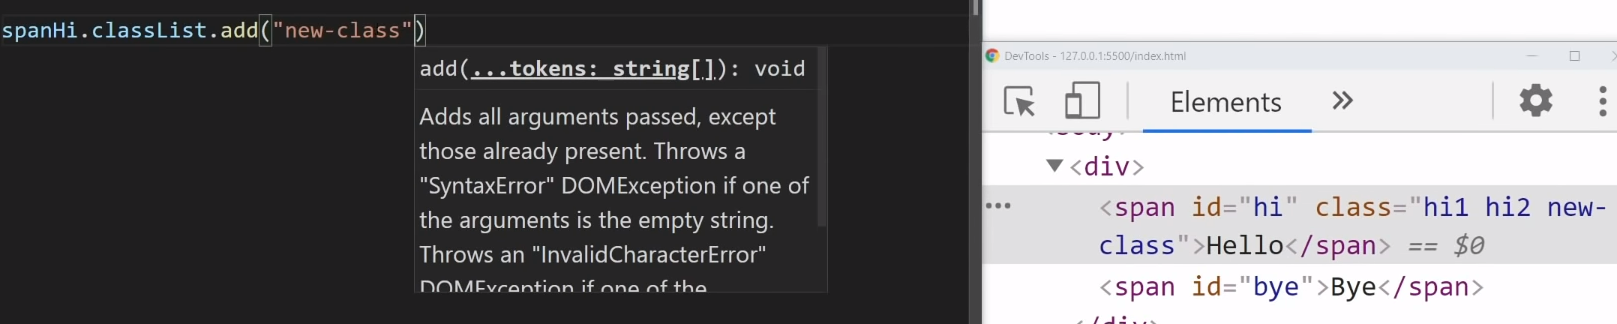 spanHi.classList.add("new-class")
add(...tokens: string[]): void
Adds all arguments passed, except
those already present. Throws a
"SyntaxError" DOMException if one of
the arguments is the empty string.
Throws an "InvalidCharacterError"
DOMException if one of the
DevTools - 127.0.0.1:5500/index.html
Elements »
<body>
▼<div>
••• <span id="hi" class="hi1 hi2 new-
class">Hello</span> == $0
<span id="bye">Bye</span>
</div>